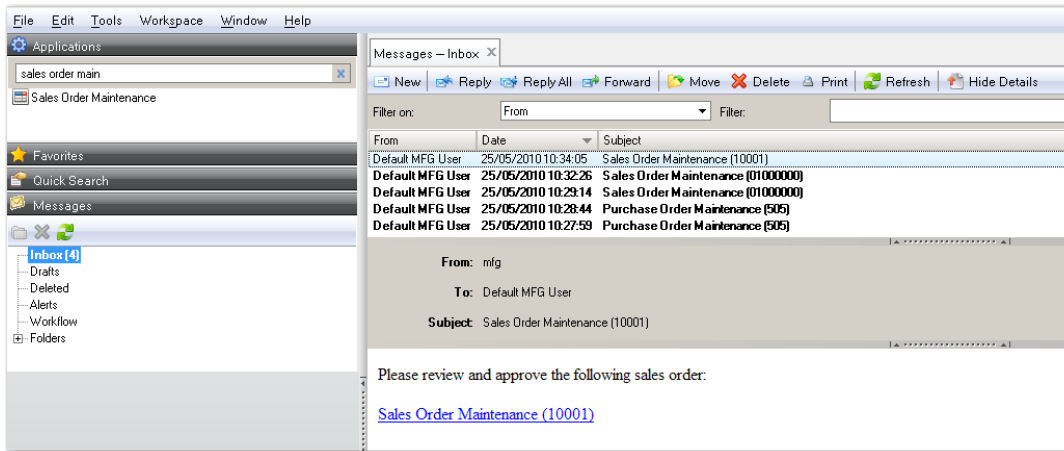 File Edit Tools Workspace Window Help
Applications
sales order main
Sales Order Maintenance
Favorites
Quick Search
Messages
Inbox (4)
Drafts
Deleted
Alerts
Workflow
Folders
Messages – Inbox
New Reply Reply All Forward Move Delete Print Refresh Hide Details
Filter on: From Filter:
From Date Subject
Default MFG User 25/05/2010 10:34:05 Sales Order Maintenance (10001)
Default MFG User 25/05/2010 10:32:26 Sales Order Maintenance (01000000)
Default MFG User 25/05/2010 10:29:14 Sales Order Maintenance (01000000)
Default MFG User 25/05/2010 10:28:44 Purchase Order Maintenance (505)
Default MFG User 25/05/2010 10:27:59 Purchase Order Maintenance (505)
From: mfg
To: Default MFG User
Subject: Sales Order Maintenance (10001)
Please review and approve the following sales order:
Sales Order Maintenance (10001)